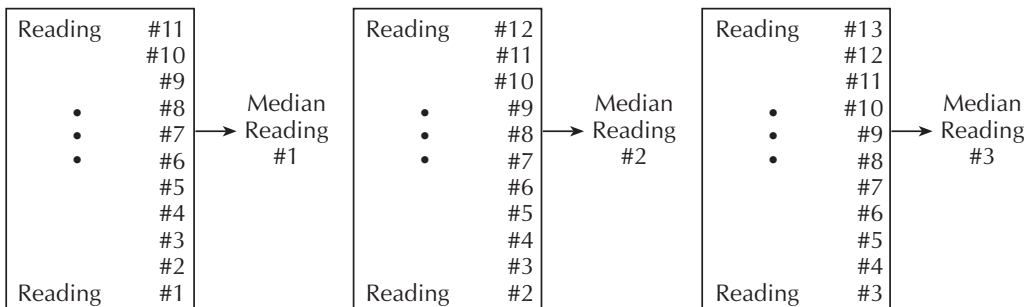 Reading #11
#10
#9
#8
#7
#6
#5
#4
#3
#2
Reading #1
Median
Reading
#1
Reading #12
#11
#10
#9
#8
#7
#6
#5
#4
#3
Reading #2
Median
Reading
#2
Reading #13
#12
#11
#10
#9
#8
#7
#6
#5
#4
Reading #3
Median
Reading
#3